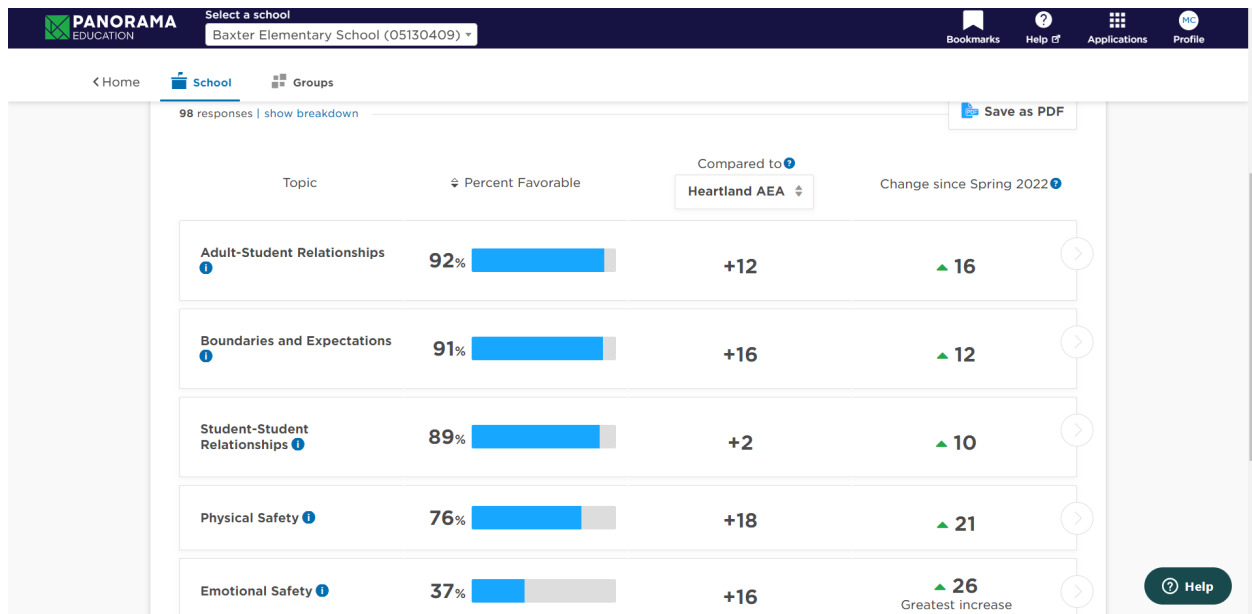 PANORAMA
EDUCATION
Select a school
Baxter Elementary School (05130409)
Bookmarks
Help
Applications
MC
Profile
Home
School
Groups
98 responses | show breakdown
Save as PDF
Topic
Percent Favorable
Compared to ?
Heartland AEA
Change since Spring 2022 ?
Adult-Student Relationships
i
92%
+12
16
Boundaries and Expectations
i
91%
+16
12
Student-Student
Relationships i
89%
+2
10
Physical Safety i
76%
+18
21
Emotional Safety i
37%
+16
26
Greatest increase
? Help